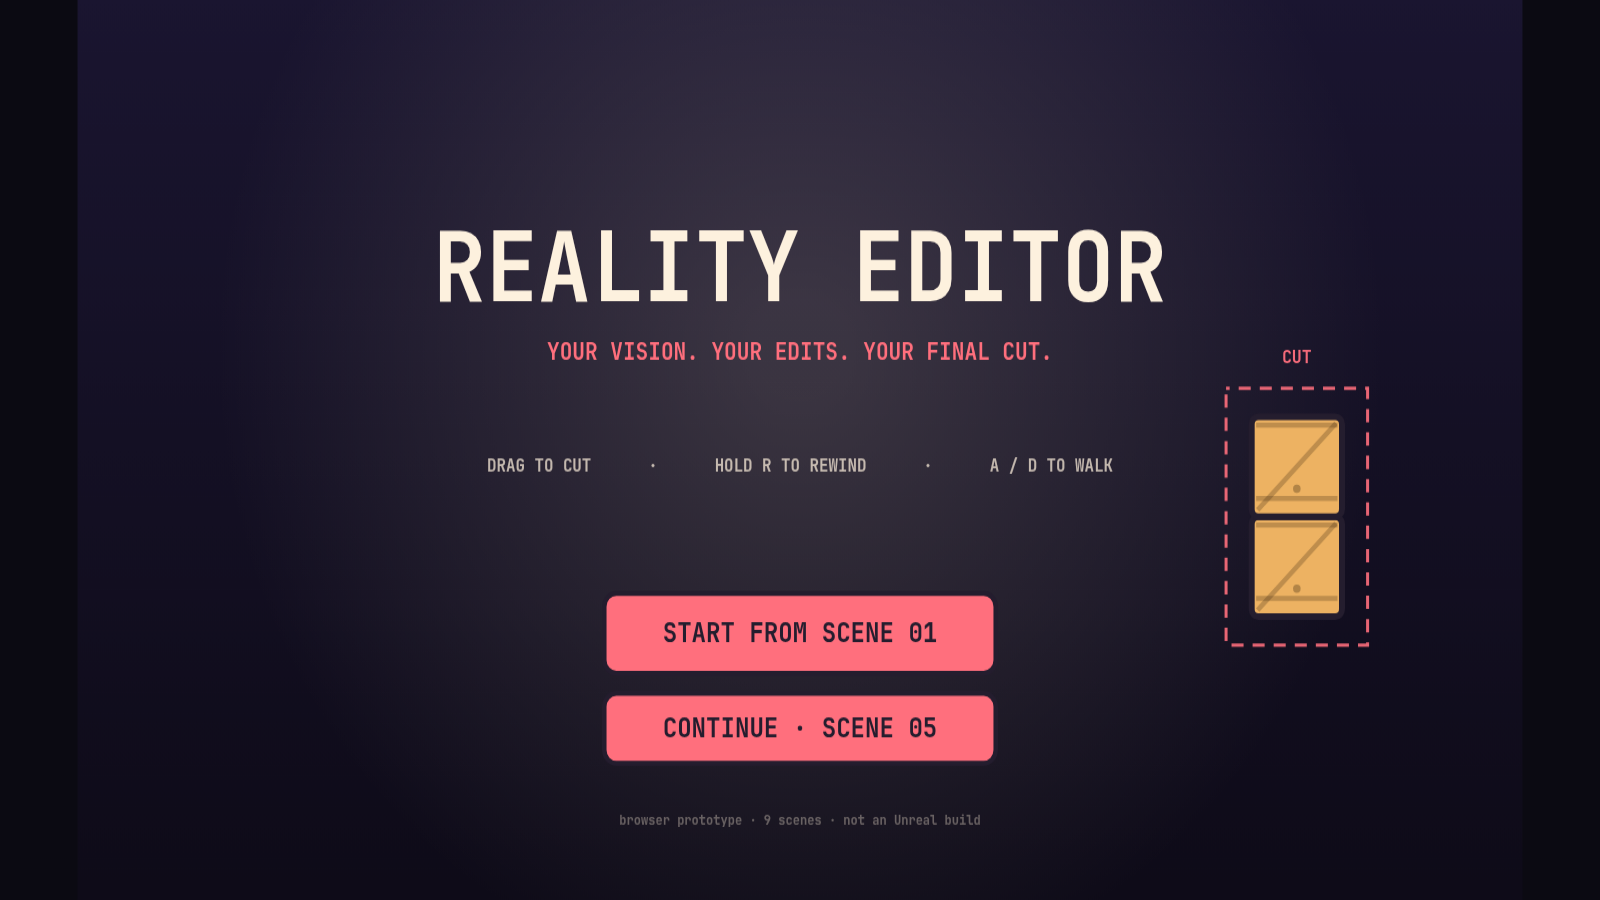 REALITY EDITOR
YOUR VISION. YOUR EDITS. YOUR FINAL CUT.
CUT
DRAG TO CUT · HOLD R TO REWIND · A / D TO WALK
START FROM SCENE 01
CONTINUE · SCENE 05
browser prototype · 9 scenes · not an Unreal build